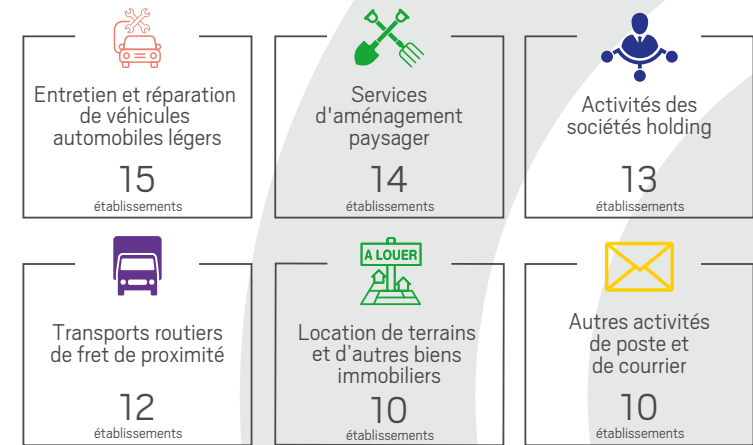 Entretien et réparation
de véhicules
automobiles légers
15
établissements
Services
d'aménagement
paysager
14
établissements
Activités des
sociétés holding
13
établissements
Transports routiers
de fret de proximité
12
établissements
A LOUER
Location de terrains
et d'autres biens
immobiliers
10
établissements
Autres activités
de poste et
de courrier
10
établissements